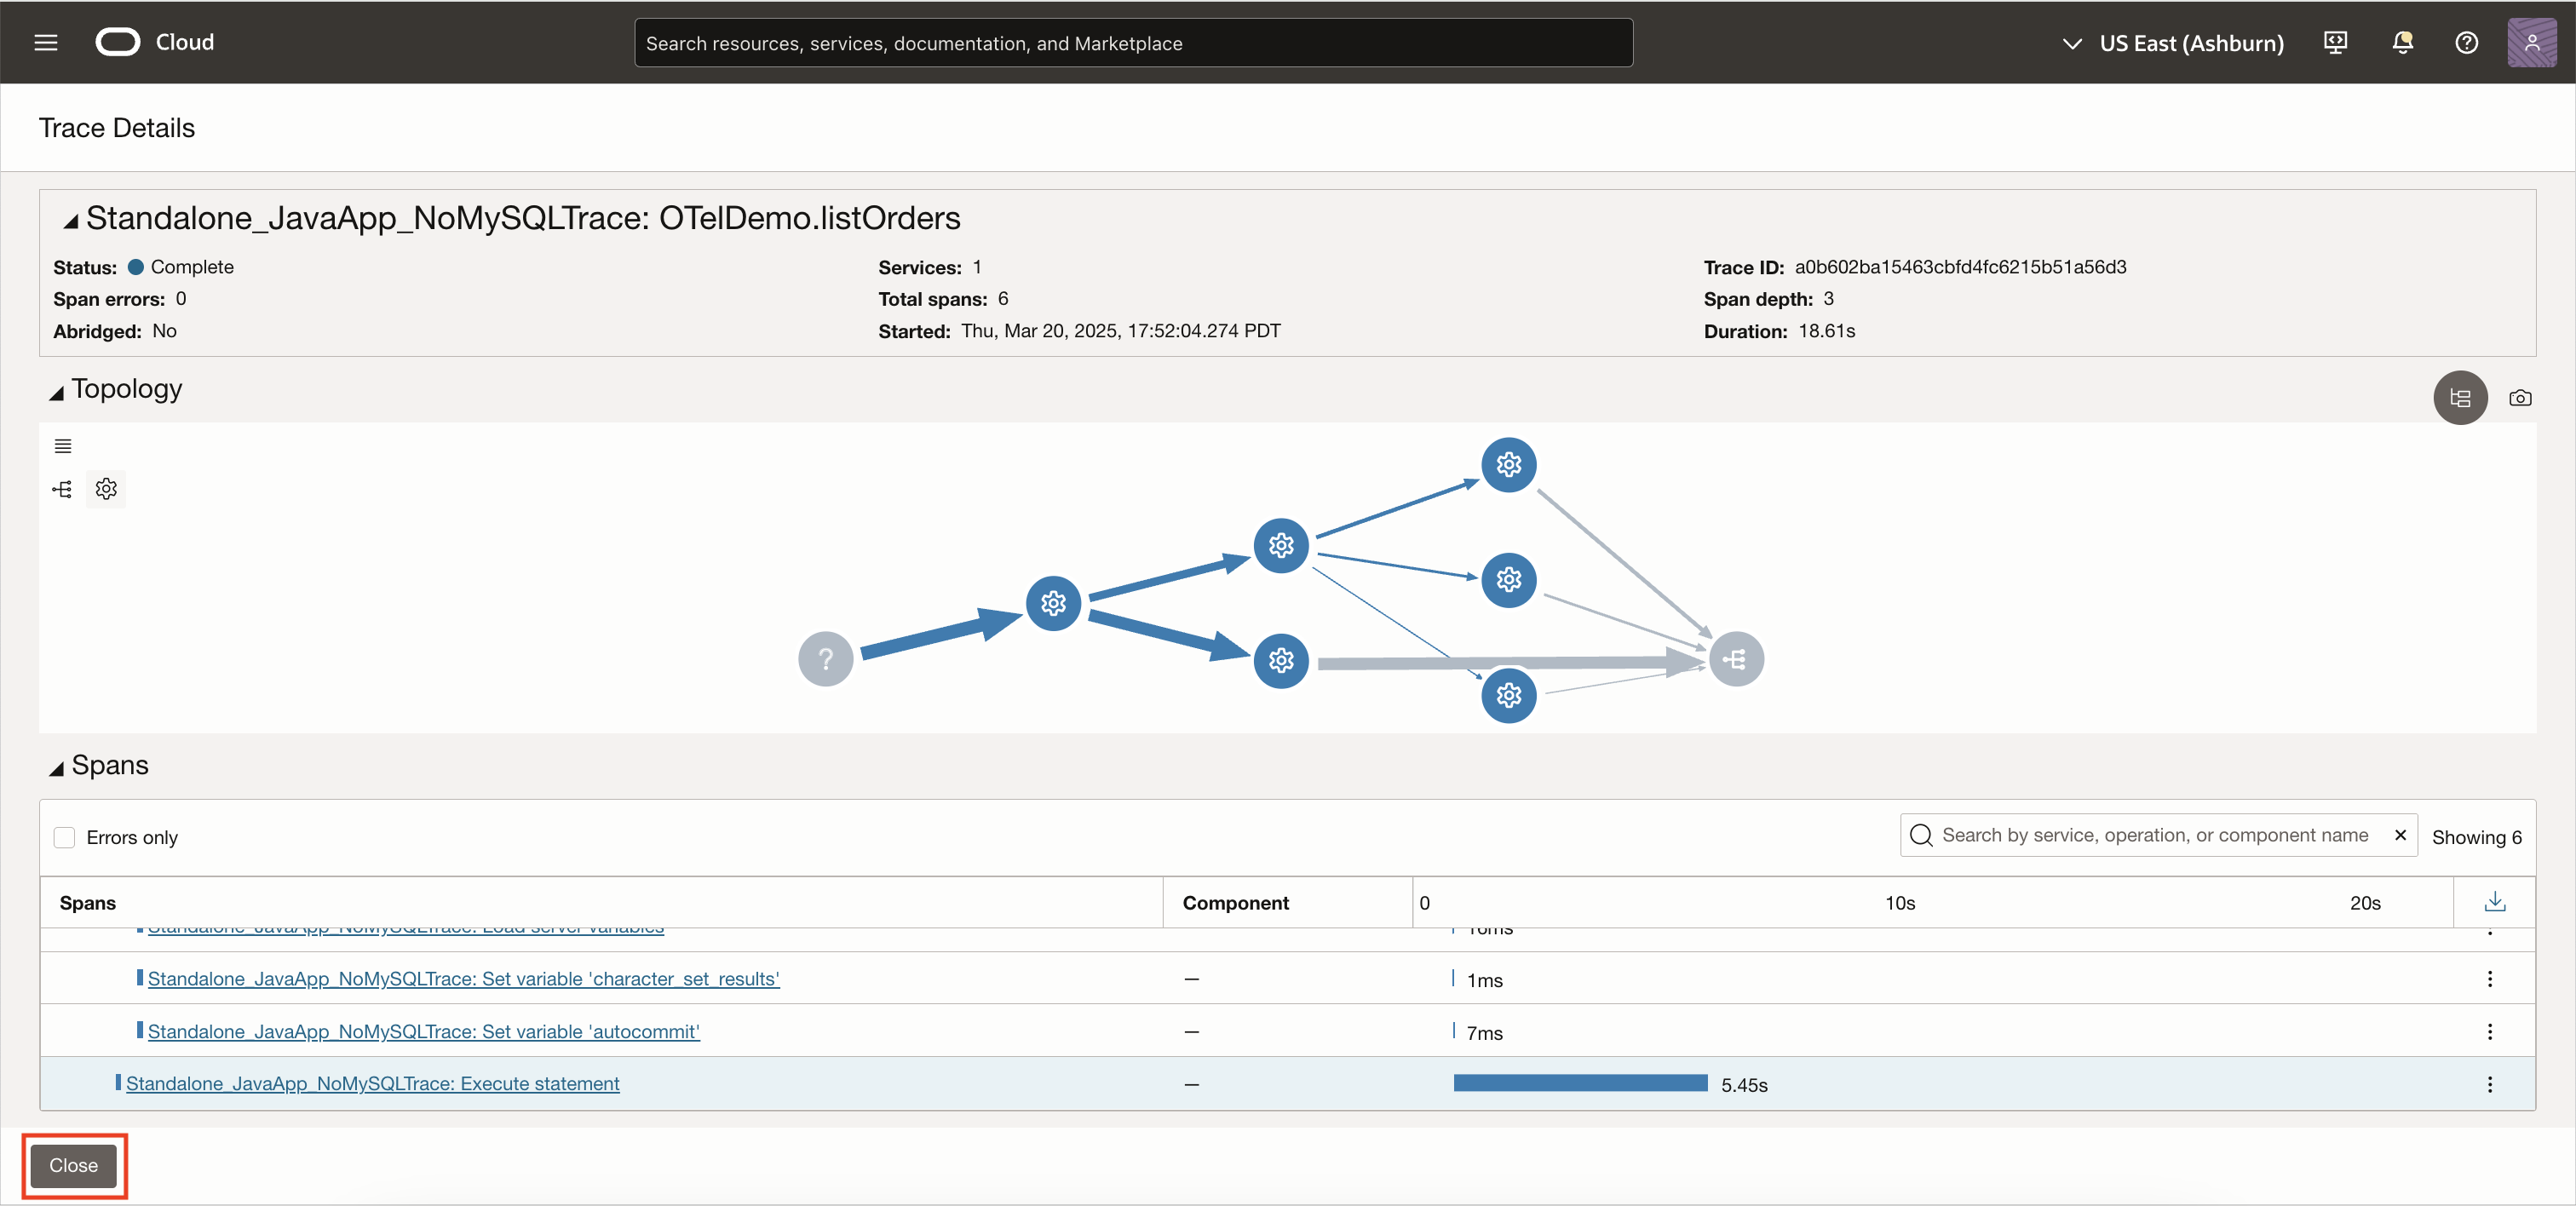 Cloud
Search resources, services, documentation, and Marketplace
US East (Ashburn)
Trace Details
Standalone_JavaApp_NoMySQLTrace: OTelDemo.listOrders
Status: Complete
Services: 1
Trace ID: a0b602ba15463cbfd4fc6215b51a56d3
Span errors: 0
Total spans: 6
Span depth: 3
Abridged: No
Started: Thu, Mar 20, 2025, 17:52:04.274 PDT
Duration: 18.61s
Topology
?
Spans
Errors only
Search by service, operation, or component name
Showing 6
Spans
Component
0
10s
20s
Standalone_JavaApp_NoMySQLTrace: Load server variables
Standalone_JavaApp_NoMySQLTrace: Set variable 'character_set_results'
—
1ms
Standalone_JavaApp_NoMySQLTrace: Set variable 'autocommit'
—
7ms
Standalone_JavaApp_NoMySQLTrace: Execute statement
—
5.45s
Close